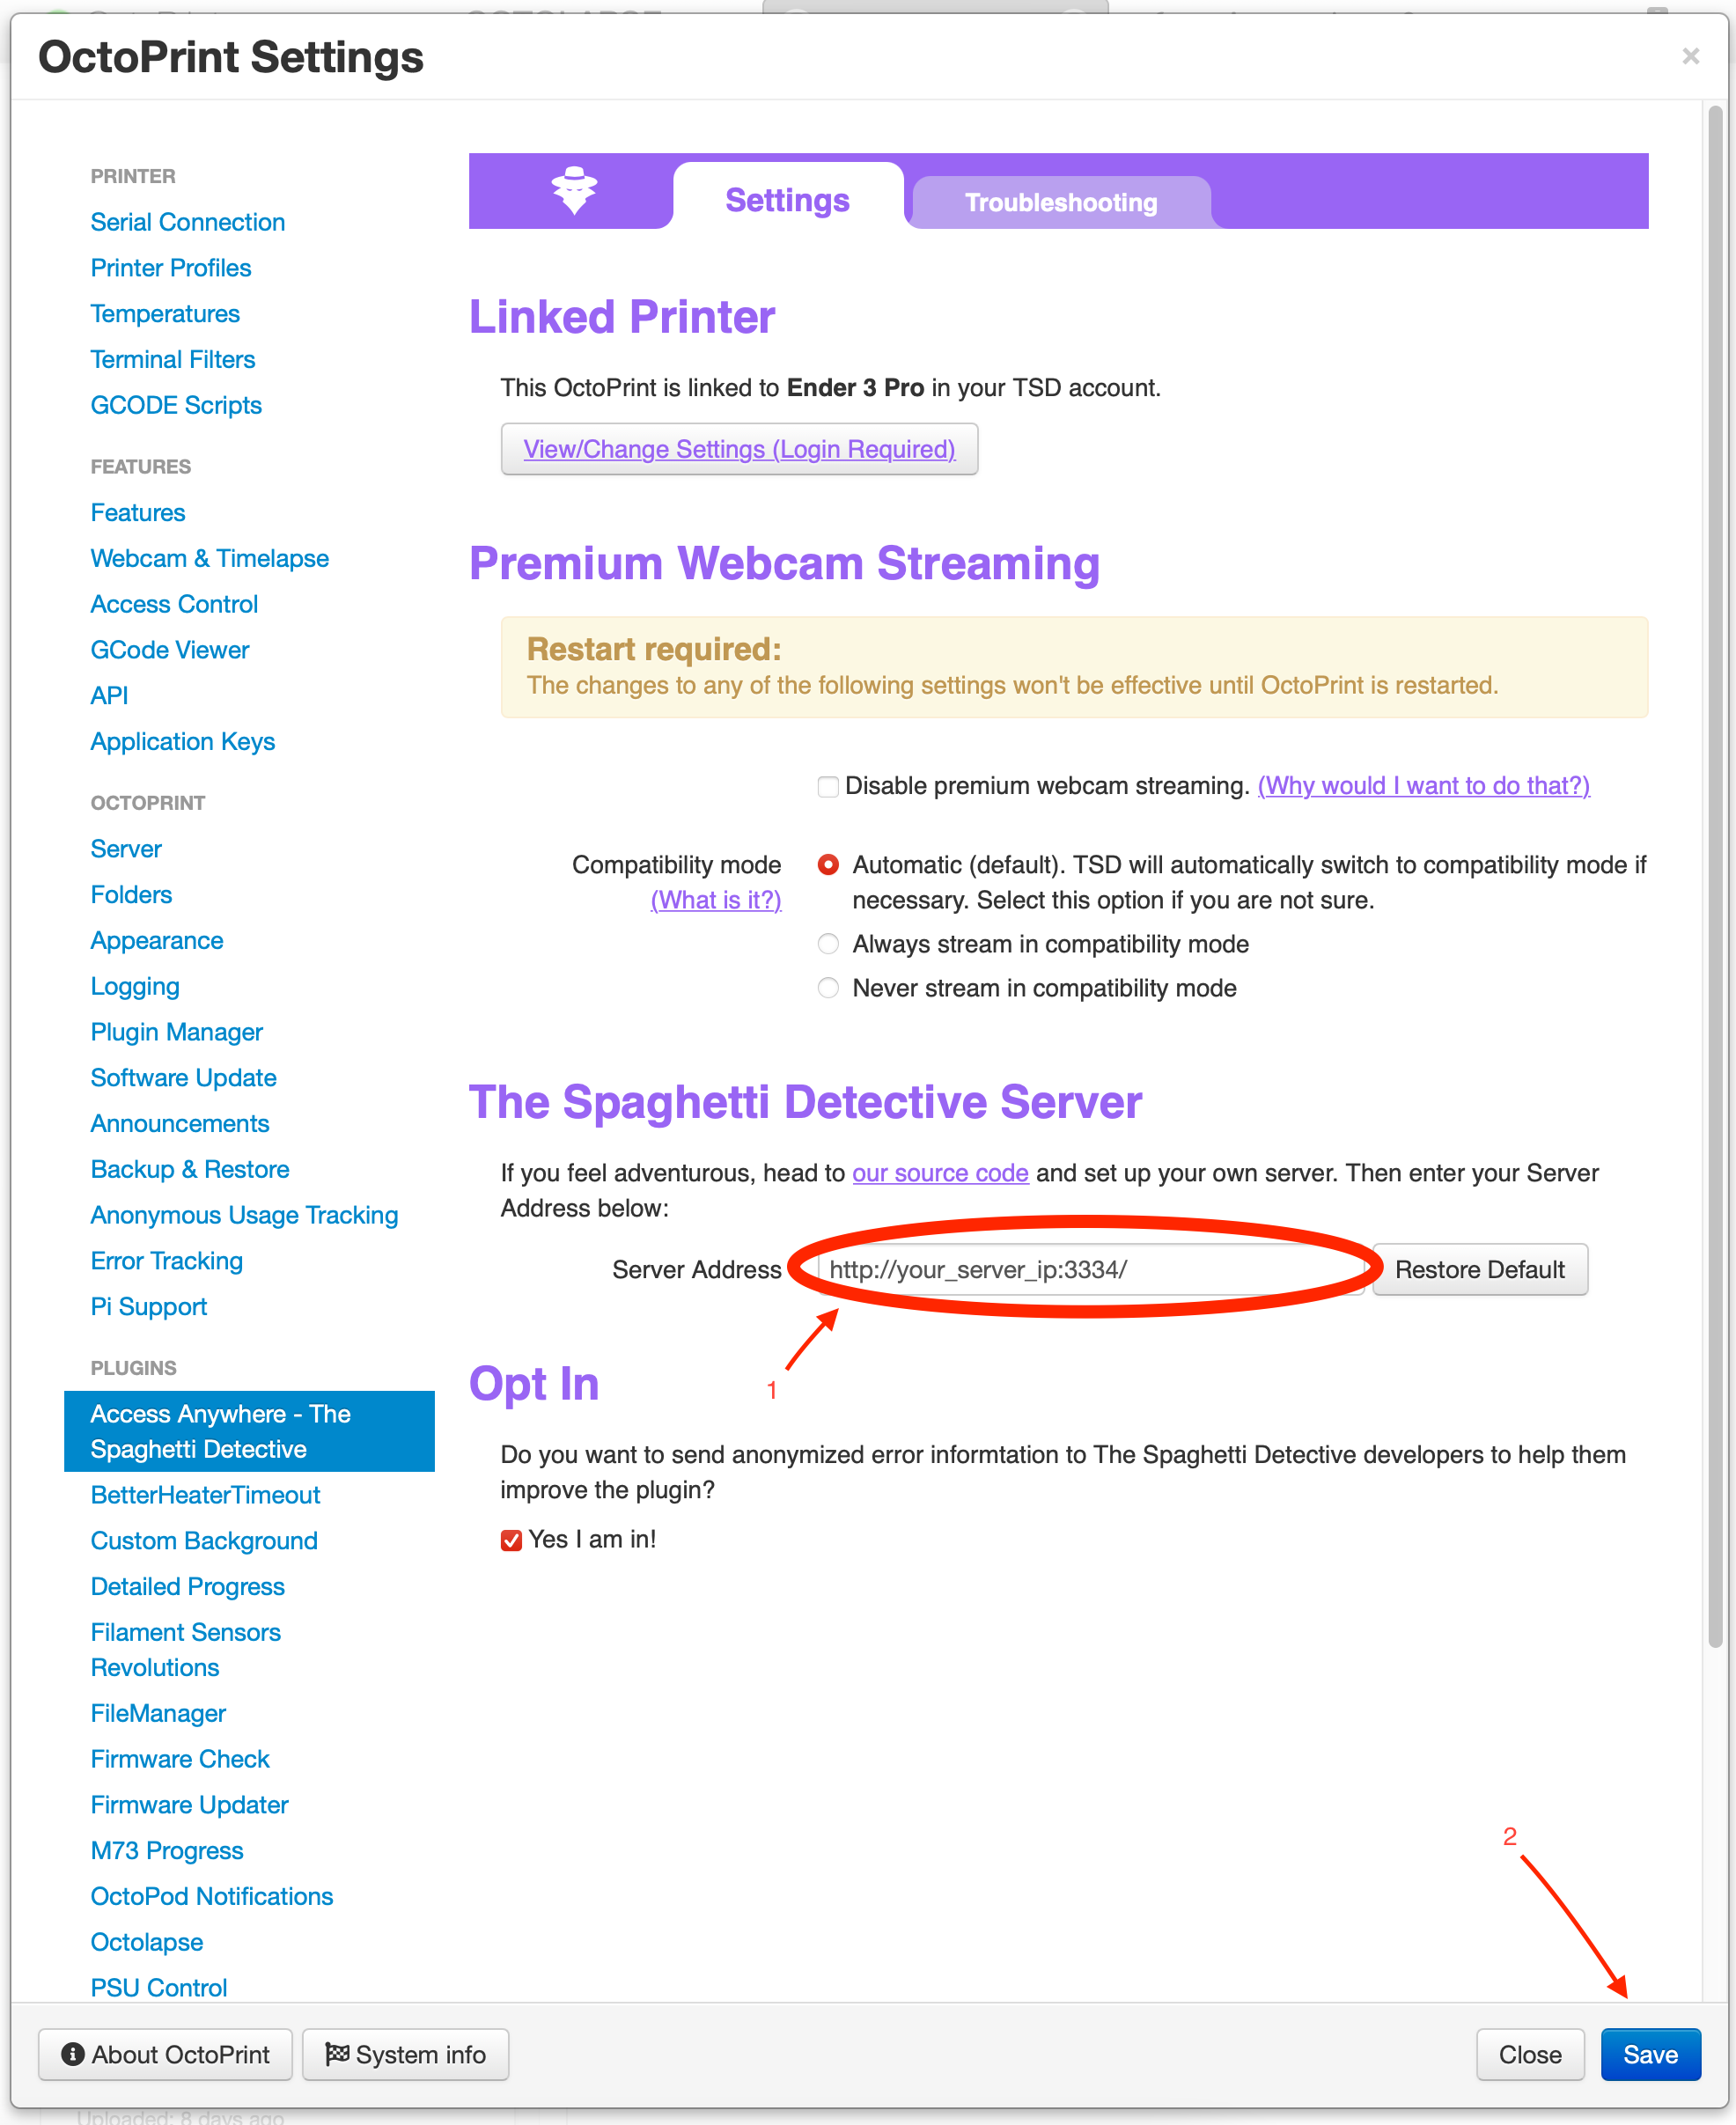 OctoPrint Settings
×
PRINTER
Serial Connection
Printer Profiles
Temperatures
Terminal Filters
GCODE Scripts
FEATURES
Features
Webcam & Timelapse
Access Control
GCode Viewer
API
Application Keys
OCTOPRINT
Server
Folders
Appearance
Logging
Plugin Manager
Software Update
Announcements
Backup & Restore
Anonymous Usage Tracking
Error Tracking
Pi Support
PLUGINS
Access Anywhere - The
Spaghetti Detective
BetterHeaterTimeout
Custom Background
Detailed Progress
Filament Sensors
Revolutions
FileManager
Firmware Check
Firmware Updater
M73 Progress
OctoPod Notifications
Octolapse
PSU Control
Settings
Troubleshooting
Linked Printer
This OctoPrint is linked to Ender 3 Pro in your TSD account.
View/Change Settings (Login Required)
Premium Webcam Streaming
Restart required:
The changes to any of the following settings won't be effective until OctoPrint is restarted.
Disable premium webcam streaming. (Why would I want to do that?)
Compatibility mode
(What is it?)
Automatic (default). TSD will automatically switch to compatibility mode if
necessary. Select this option if you are not sure.
Always stream in compatibility mode
Never stream in compatibility mode
The Spaghetti Detective Server
If you feel adventurous, head to our source code and set up your own server. Then enter your Server
Address below:
Server Address http://your_server_ip:3334/ Restore Default
1
Opt In
Do you want to send anonymized error informtation to The Spaghetti Detective developers to help them
improve the plugin?
Yes I am in!
2
About OctoPrint
System info
Close
Save
Uploaded: 8 days ago